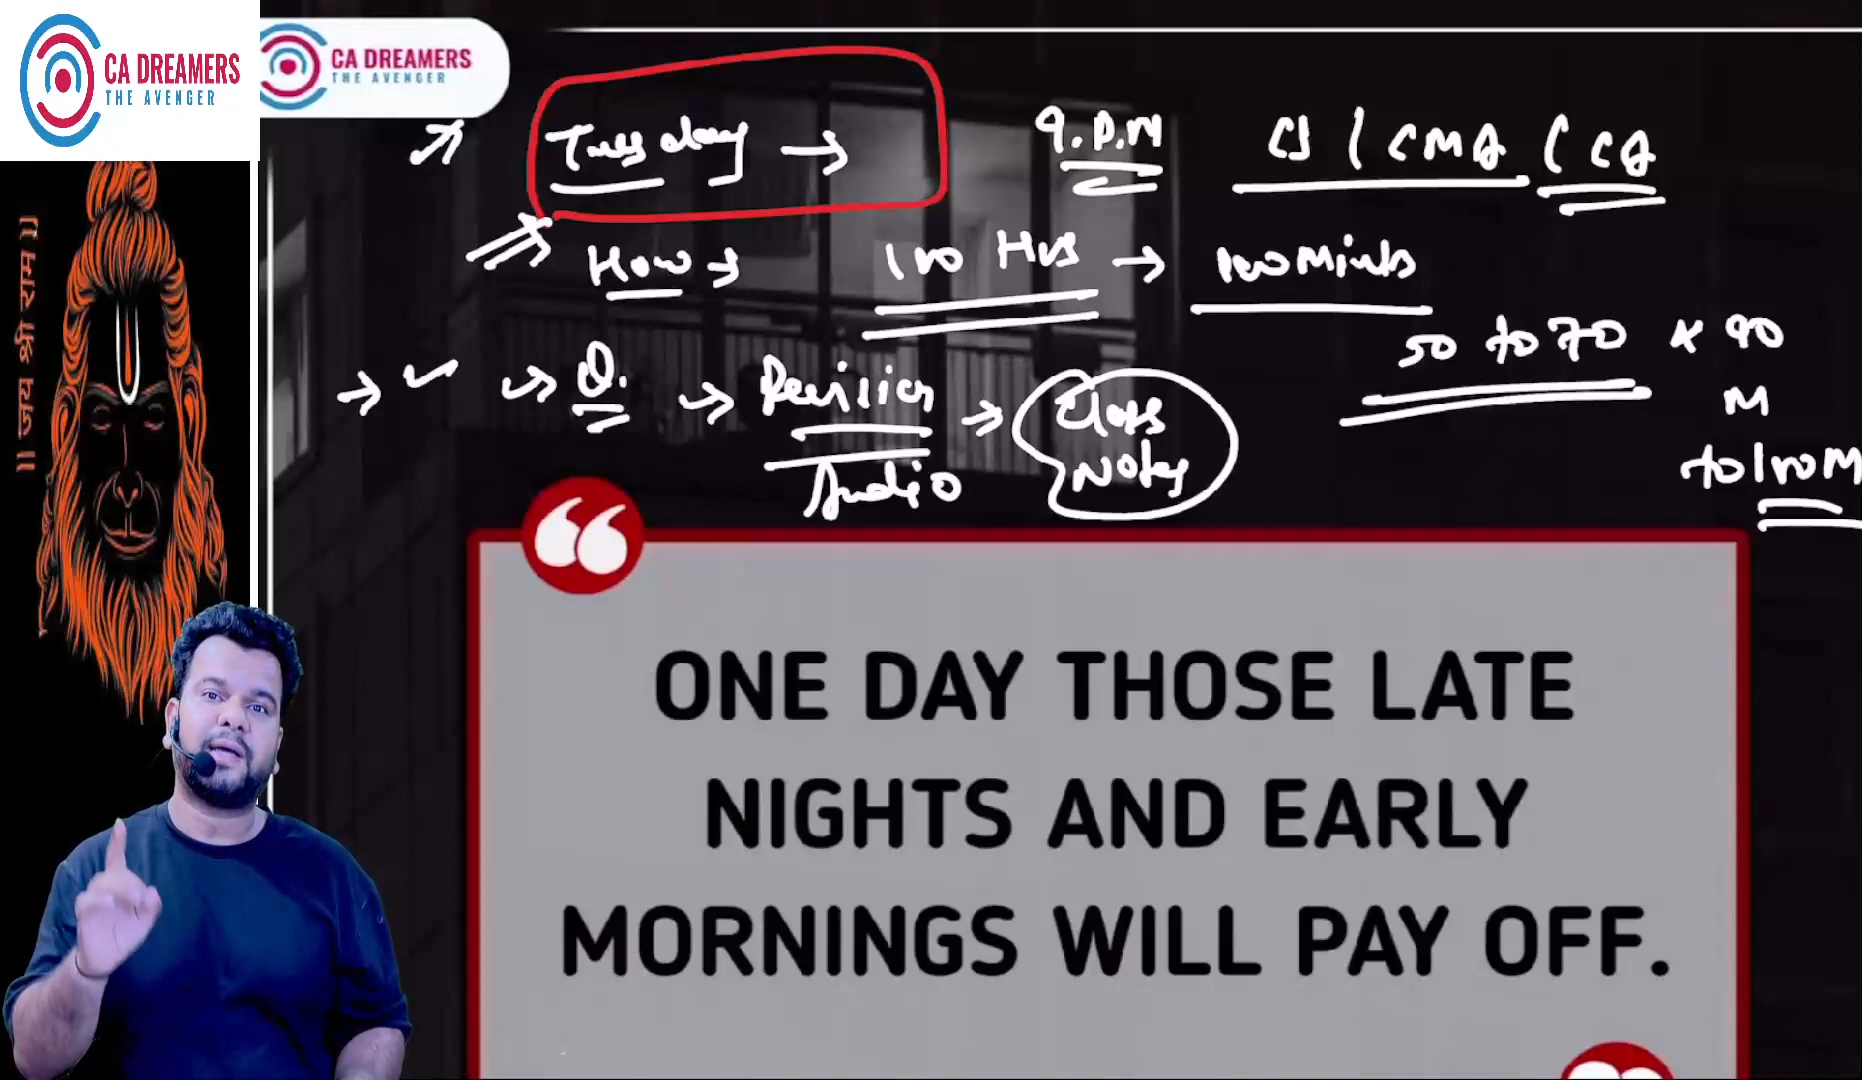 CA DREAMERS
THE AVENGER
CA DREAMERS
THE AVENGER
Tuesday → 9.P.M CS / CMA / CA
How → 100 Hrs → 100 Mints
50 to 70 x 90
M
to 100 M
→ ✓ → Q. → Revision → Class
Audio Notes
“
ONE DAY THOSE LATE
NIGHTS AND EARLY
MORNINGS WILL PAY OFF.